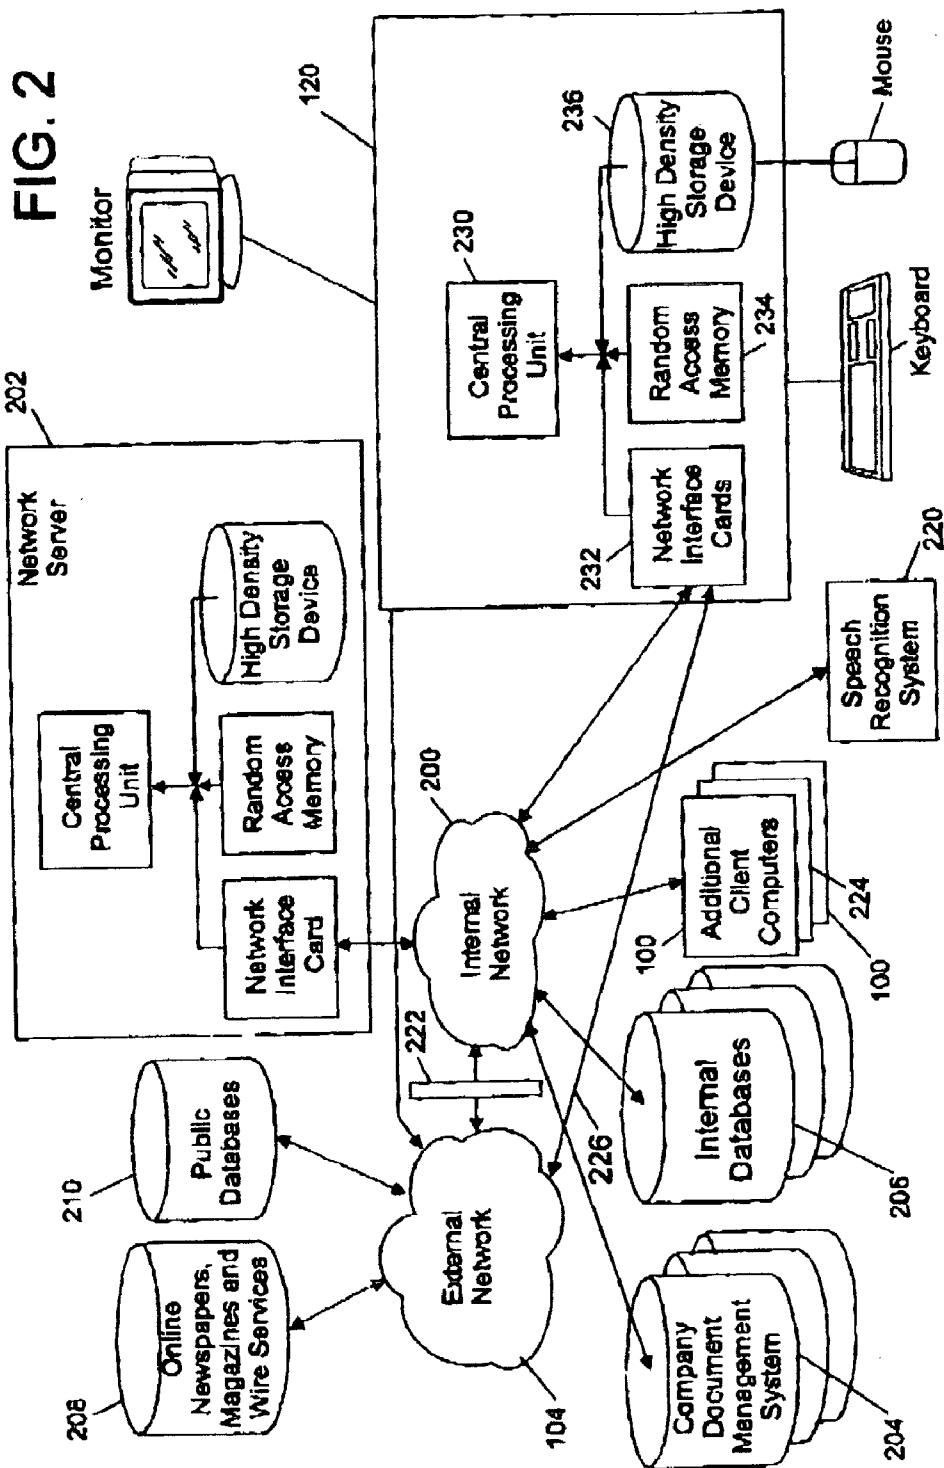 FIG. 2
Monitor
120
202
Network
Server
Central
Processing
Unit
High Density
Storage
Device
Random
Access
Memory
Network
Interface
Card
236
High Density
Storage
Device
230
Central
Processing
Unit
Random
Access
Memory
234
232
Network
Interface
Cards
Mouse
Keyboard
210
Public
Databases
208
Online
Newspapers,
Magazines and
Wire Services
222
200
Internal
Network
External
Network
104
226
220
Speach
Recognition
System
100
Additional
Client
Computers
224
100
Internal
Databases
206
Company
Document
Management
System
204